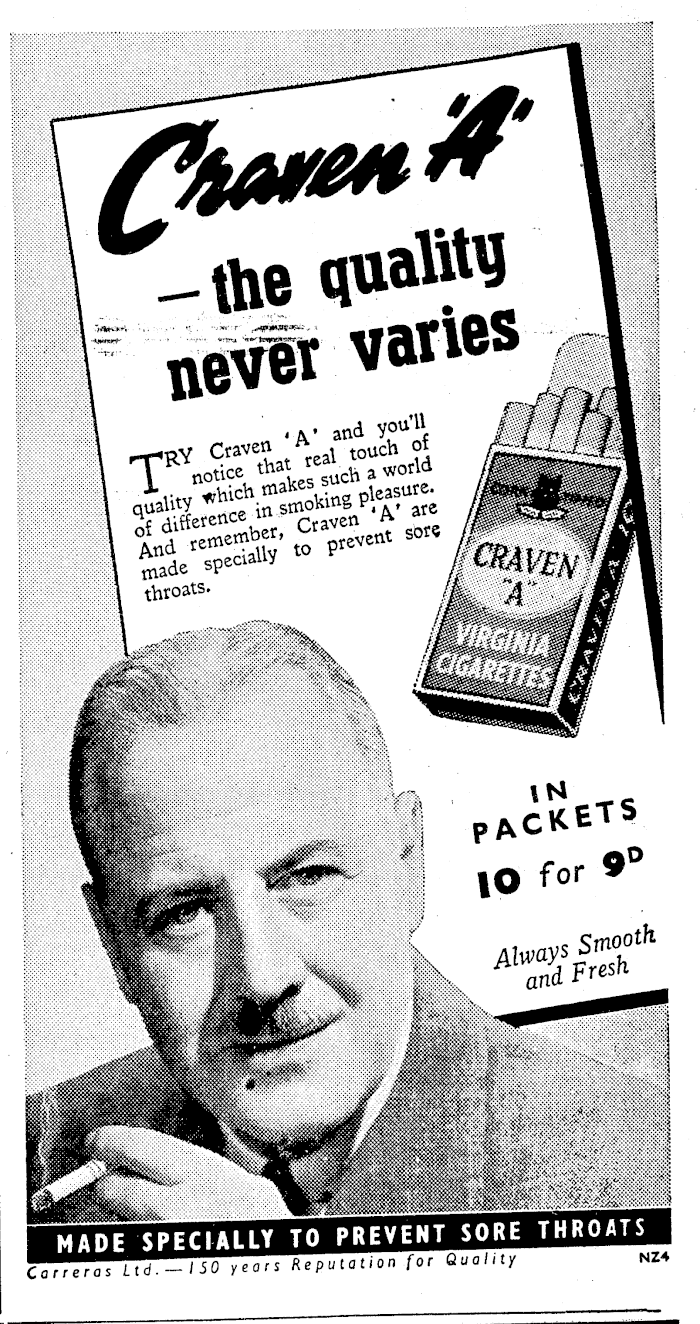 Craven "A"
— the quality
never varies
TRY Craven 'A' and you'll
notice that real touch of
quality which makes such a world
of difference in smoking pleasure.
And remember, Craven 'A' are
made specially to prevent sore
throats.
CORK TIPPED
CRAVEN
"A"
VIRGINIA
CIGARETTES
CRAVEN A 10
IN
PACKETS
10 for 9D
Always Smooth
and Fresh
MADE SPECIALLY TO PREVENT SORE THROATS
Carreras Ltd.—150 years Reputation for Quality
NZ4